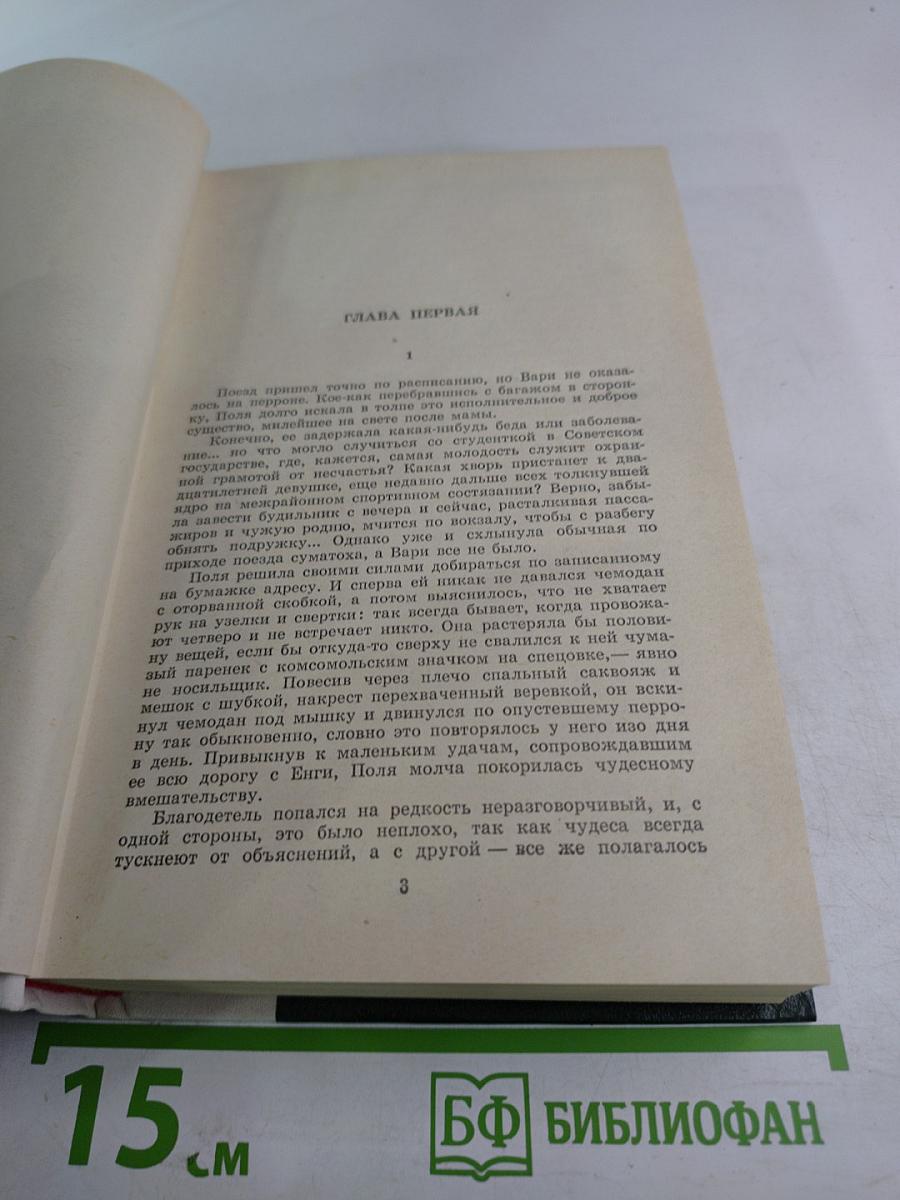 ГЛАВА ПЕРВАЯ
1
Поезд пришел точно по расписанию, но Вари не оказа-
лось на перроне. Кое-как перебравшись с багажом в сторон-
ку, Поля долго искала в толпе это исполнительное и доброе
существо, милейшее на свете после мамы.
Конечно, ее задержала какая-нибудь беда или заболева-
ние... но что могло случиться со студенткой в Советском
государстве, где, кажется, самая молодость служит охран-
ной грамотой от несчастья? Какая хворь пристанет к два-
дцатилетней девушке, еще недавно дальше всех толкнувшей
ядро на межрайонном спортивном состязании? Верно, забы-
ла завести будильник с вечера и сейчас, расталкивая пасса-
жиров и чужую родню, мчится по вокзалу, чтобы с разбегу
обнять подружку... Однако уже и схлынула обычная по
приходе поезда суматоха, а Вари все не было.
Поля решила своими силами добираться по записанному
на бумажке адресу. И сперва ей никак не давался чемодан
с оторванной скобкой, а потом выяснилось, что не хватает
рук на узелки и свертки: так всегда бывает, когда провожа-
ют четверо и не встречает никто. Она растеряла бы полови-
ну вещей, если бы откуда-то сверху не свалился к ней чума-
зый паренек с комсомольским значком на спецовке,— явно
не носильщик. Повесив через плечо спальный саквояж и
мешок с шубкой, накрест перехваченный веревкой, он вски-
нул чемодан под мышку и двинулся по опустевшему перро-
ну так обыкновенно, словно это повторялось у него изо дня
в день. Привыкнув к маленьким удачам, сопровождавшим
ее всю дорогу с Енги, Поля молча покорилась чудесному
вмешательству.
Благодетель попался на редкость неразговорчивый, и, с
одной стороны, это было неплохо, так как чудеса всегда
тускнеют от объяснений, а с другой — все же полагалось
3
15 см
БФ БИБЛИОФАН